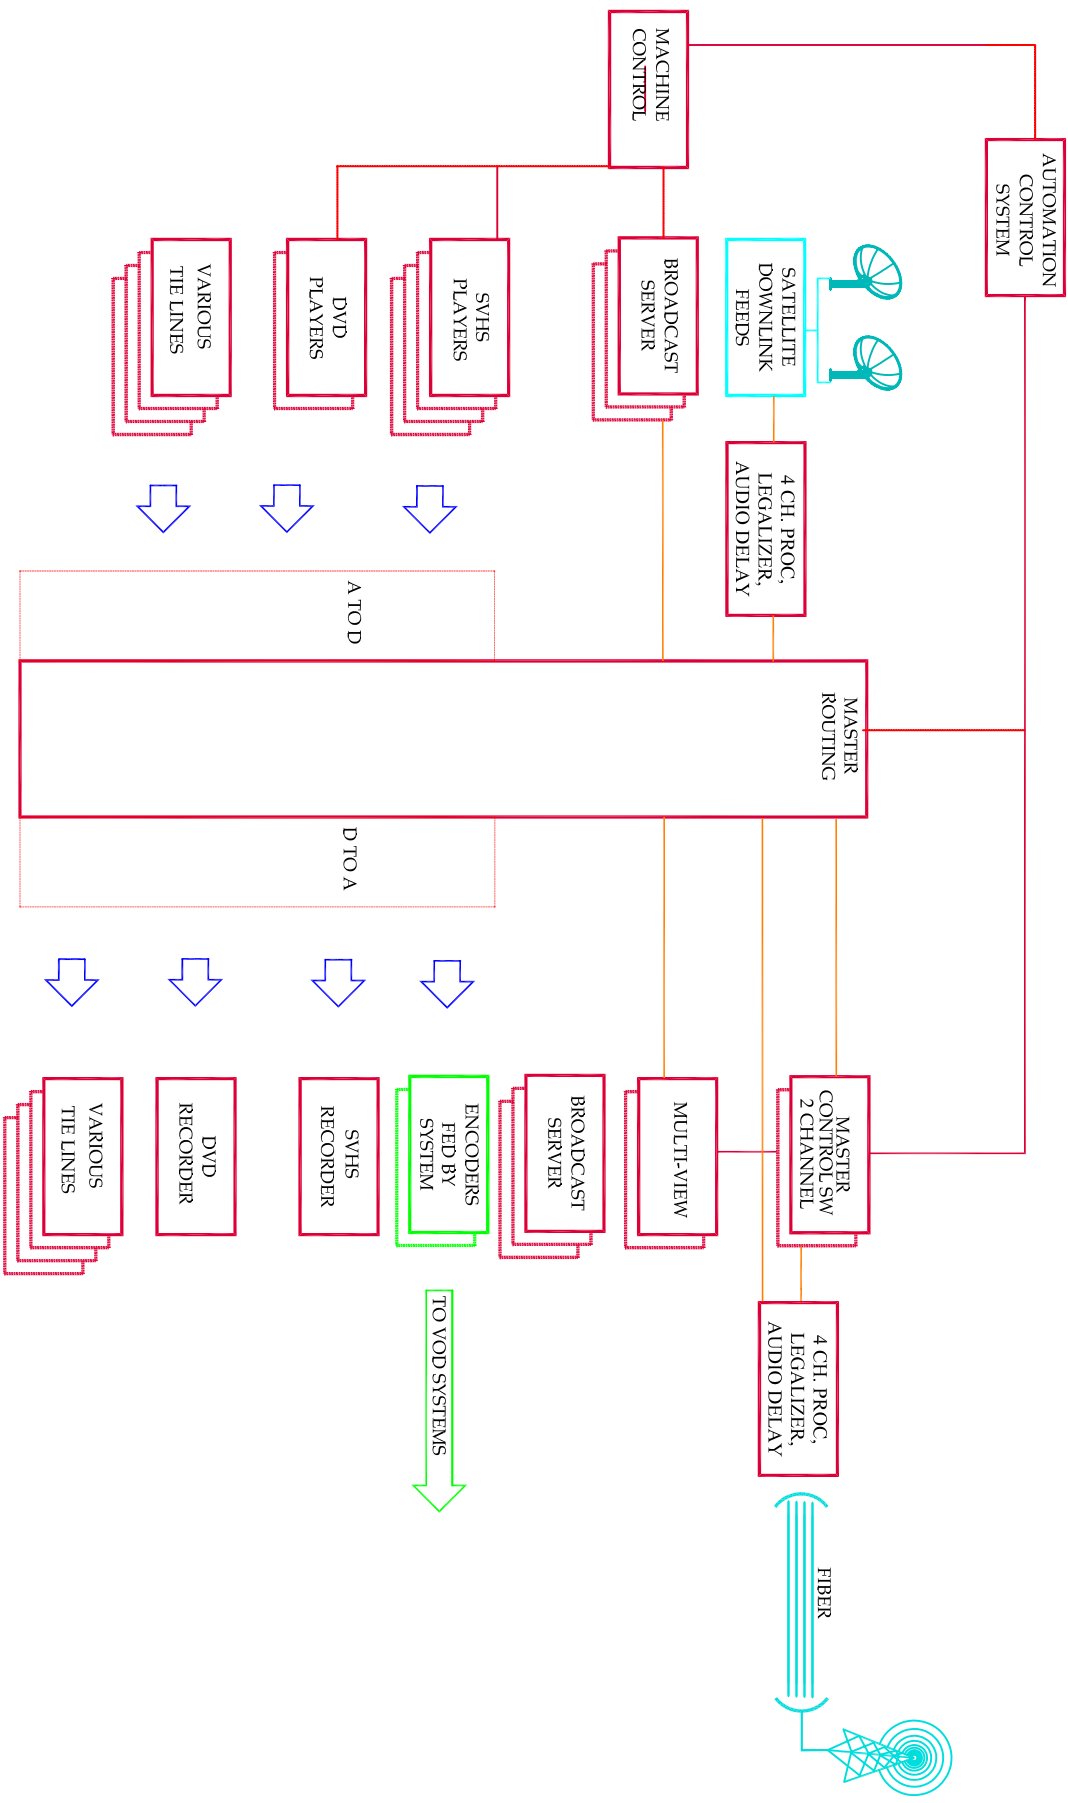 AUTOMATION
CONTROL
SYSTEM
MACHINE
CONTROL
SATELLITE
DOWNLINK
FEEDS
BROADCAST
SERVER
SVHS
PLAYERS
DVD
PLAYERS
VARIOUS
TIE LINES
4 CH. PROC,
LEGALIZER,
AUDIO DELAY
A TO D
MASTER
ROUTING
D TO A
MASTER
CONTROL SW
2 CHANNEL
MULTI-VIEW
BROADCAST
SERVER
ENCODERS
FED BY
SYSTEM
SVHS
RECORDER
DVD
RECORDER
VARIOUS
TIE LINES
4 CH. PROC,
LEGALIZER,
AUDIO DELAY
TO VOD SYSTEMS
FIBER